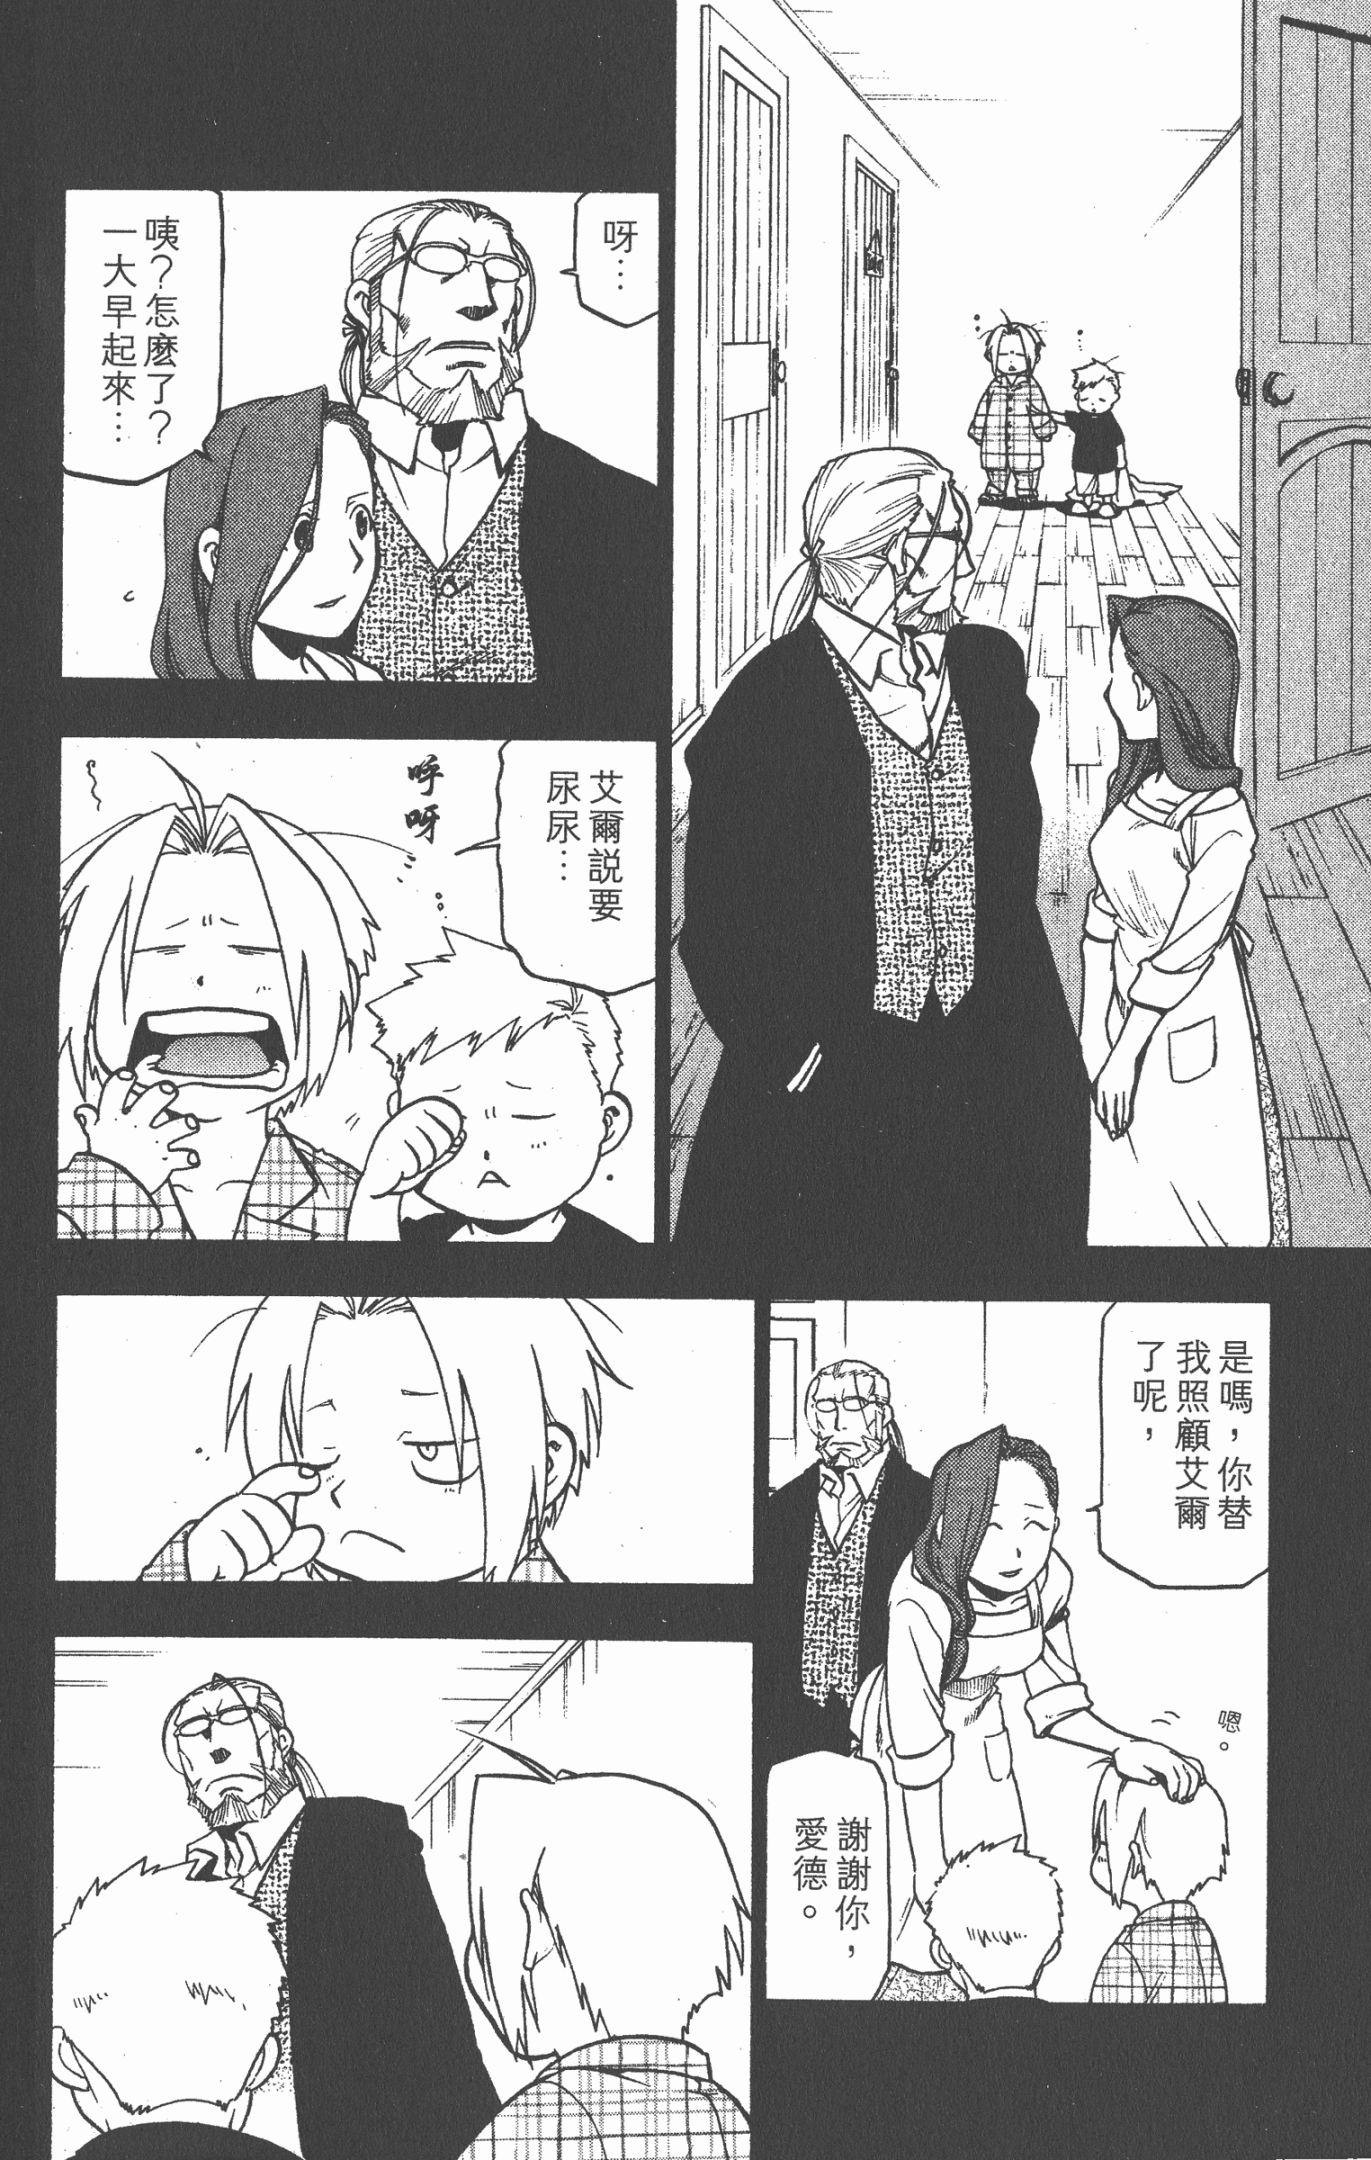 呀…
咦？怎麼了？
一大早起來…
艾爾説要
尿尿…
呼呀
是嗎，你替
我照顧艾爾
了呢，
嗯。
謝謝你，
愛德。